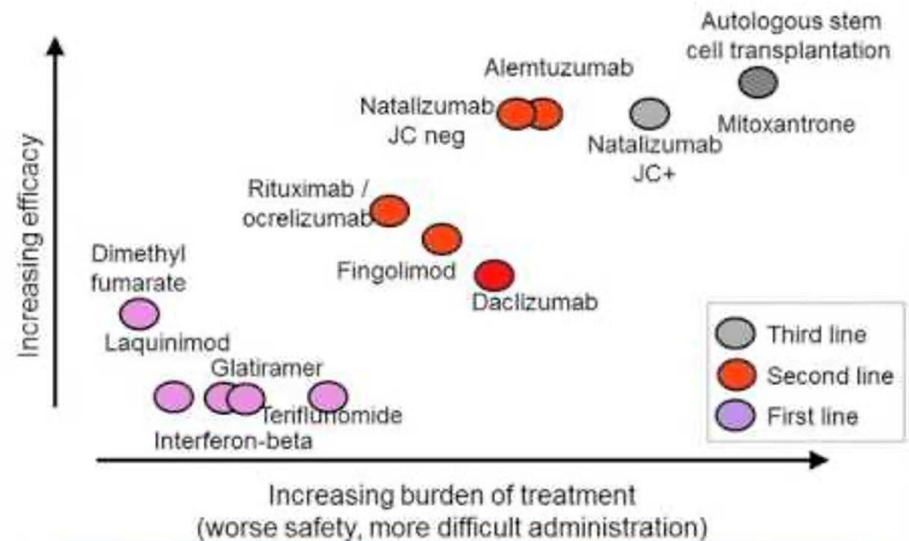 Autologous stem
cell transplantation
Alemtuzumab
Natalizumab
JC neg
Mitoxantrone
Natalizumab
JC+
Rituximab /
ocrelizumab
Fingolimod
Daclizumab
Dimethyl
fumarate
Laquinimod
Glatiramer
Teriflunomide
Interferon-beta
Increasing efficacy
Third line
Second line
First line
Increasing burden of treatment
(worse safety, more difficult administration)